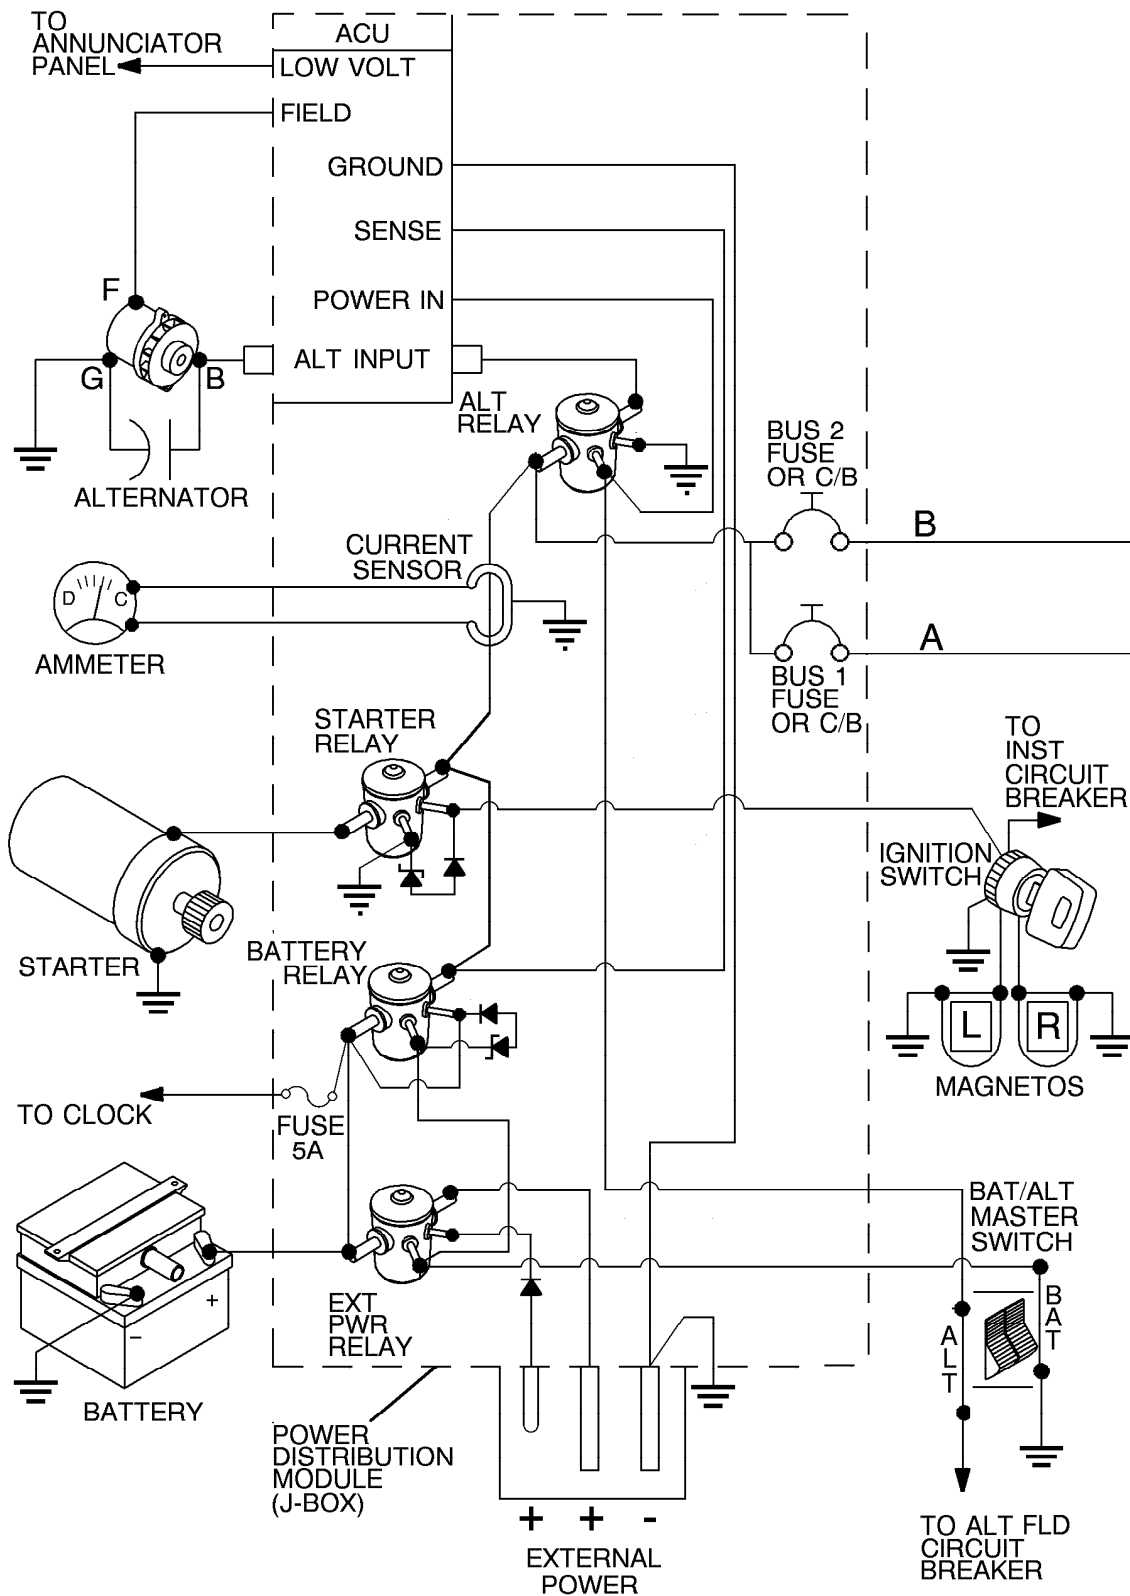 TO
ANNUNCIATOR
PANEL
ACU
LOW VOLT
FIELD
GROUND
SENSE
POWER IN
ALT INPUT
F
G
B
ALTERNATOR
ALT
RELAY
BUS 2
FUSE
OR C/B
B
CURRENT
SENSOR
D
C
AMMETER
A
BUS 1
FUSE
OR C/B
STARTER
RELAY
TO
INST
CIRCUIT
BREAKER
IGNITION
SWITCH
STARTER
BATTERY
RELAY
L
R
MAGNETOS
TO CLOCK
FUSE
5A
BAT/ALT
MASTER
SWITCH
+
-
BATTERY
EXT
PWR
RELAY
BAT
ALT
POWER
DISTRIBUTION
MODULE
(J-BOX)
+ + -
EXTERNAL
POWER
TO ALT FLD
CIRCUIT
BREAKER